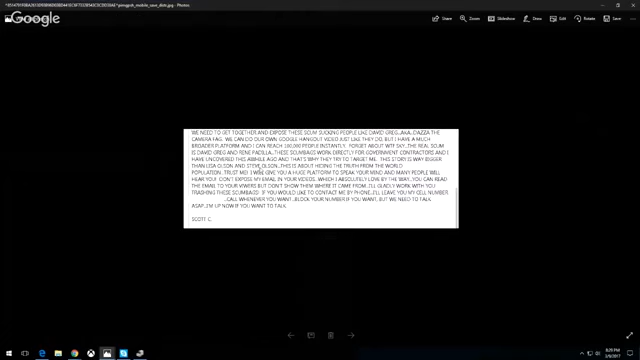 Photos
Google
Share
Zoom
Slideshow
Draw
Edit
Rotate
Save
WE NEED TO GET TOGETHER AND EXPOSE THESE SCUM SUCKING PEOPLE LIKE DAVID GREG..AKA..DAZZA THE
CAMERA FAG. WE CAN DO OUR OWN GOOGLE HANGOUT VIDEO JUST LIKE THEY DO, BUT I HAVE A MUCH
BROADER PLATFORM AND I CAN REACH 100,000 PEOPLE INSTANTLY. FORGET ABOUT WTF SKY...THE REAL SCUM
IS DAVID GREG AND RENE PADILLA..THESE SCUMBAGS WORK DIRECTLY FOR GOVERNMENT CONTRACTORS AND I
HAVE UNCOVERED THIS AWHILE AGO AND THAT'S WHY THEY TRY TO TARGET ME. THIS STORY IS WAY BIGGER
THAN LISA OLSON AND STEVE OLSON...THIS IS ABOUT HIDING THE TRUTH FROM THE WORLD
POPULATION..TRUST ME! I WILL GIVE YOU A HUGE PLATFORM TO SPEAK YOUR MIND AND MANY PEOPLE WILL
HEAR YOU! DON'T EXPOSE MY EMAIL IN YOUR VIDEOS. WHICH I ABSOLUTELY LOVE BY THE WAY..YOU CAN READ
THE EMAIL TO YOUR VIWERS BUT DON'T SHOW THEM WHERE IT CAME FROM..I'LL GLADLY WORK WITH YOU
TRASHING THESE SCUMBAGS! IF YOU WOULD LIKE TO CONTACT ME BY PHONE..I'LL LEAVE YOU MY CELL NUMBER
...CALL WHENEVER YOU WANT..BLOCK YOUR NUMBER IF YOU WANT, BUT WE NEED TO TALK
ASAP..I'M UP NOW IF YOU WANT TO TALK.
SCOTT C.
8:20 PM